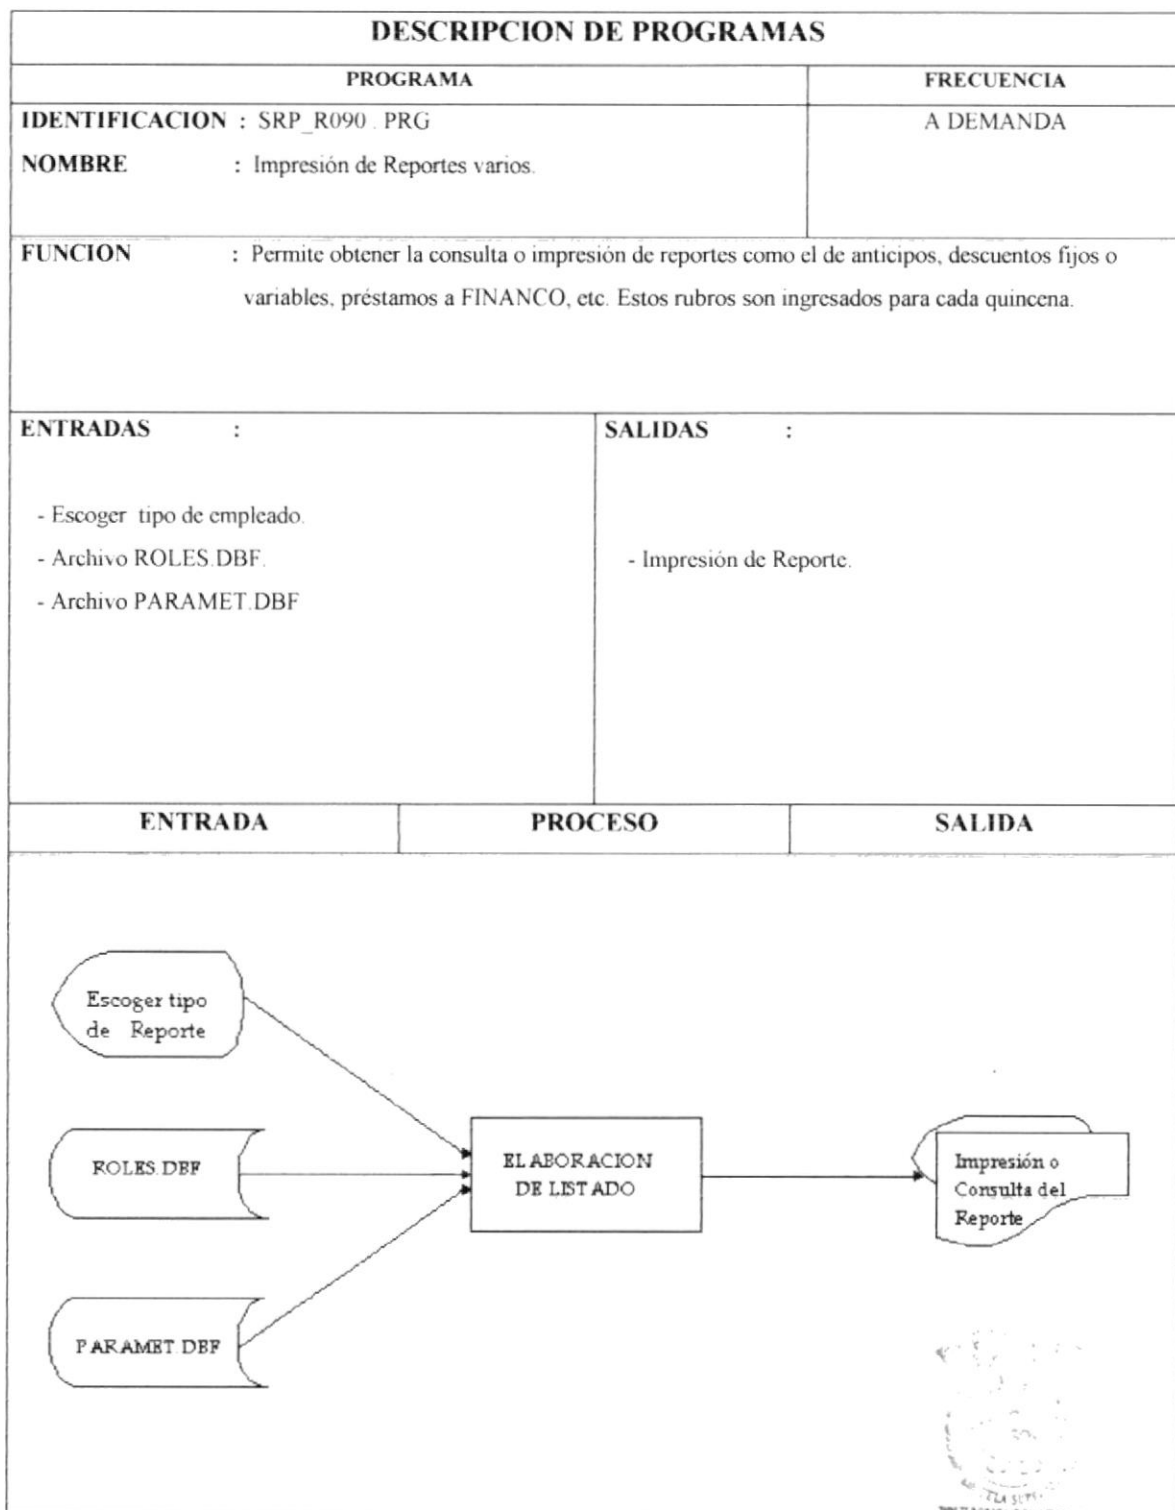 DESCRIPCION DE PROGRAMAS
PROGRAMA FRECUENCIA
IDENTIFICACION : SRP_R090 . PRG A DEMANDA
NOMBRE : Impresión de Reportes varios.
FUNCION : Permite obtener la consulta o impresión de reportes como el de anticipos, descuentos fijos o
variables, préstamos a FINANCO, etc. Estos rubros son ingresados para cada quincena.
ENTRADAS : SALIDAS :
- Escoger tipo de empleado.
- Archivo ROLES.DBF. - Impresión de Reporte.
- Archivo PARAMET.DBF
ENTRADA PROCESO SALIDA
Escoger tipo
de Reporte
ROLES.DBF
ELABORACION
DE LISTADO
Impresión o
Consulta del
Reporte
PARAMET.DBF